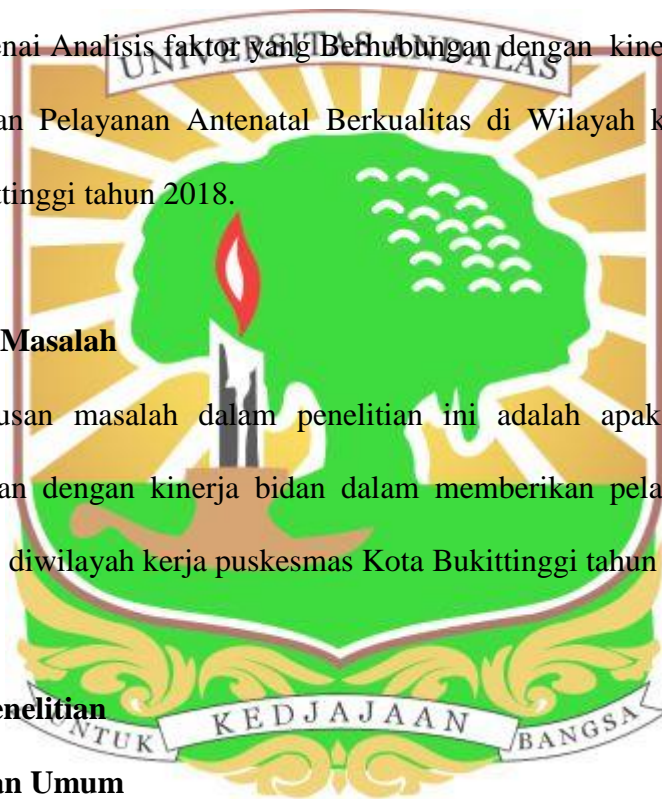 enai Analisis faktor yang Berhubungan dengan kine
UNIVERSITAS ANDALAS
an Pelayanan Antenatal Berkualitas di Wilayah k
ttinggi tahun 2018.
Masalah
usan masalah dalam penelitian ini adalah apak
an dengan kinerja bidan dalam memberikan pela
diwilayah kerja puskesmas Kota Bukittinggi tahun
enelitian
UNTUK KEDJAJAAN BANGSA
an Umum